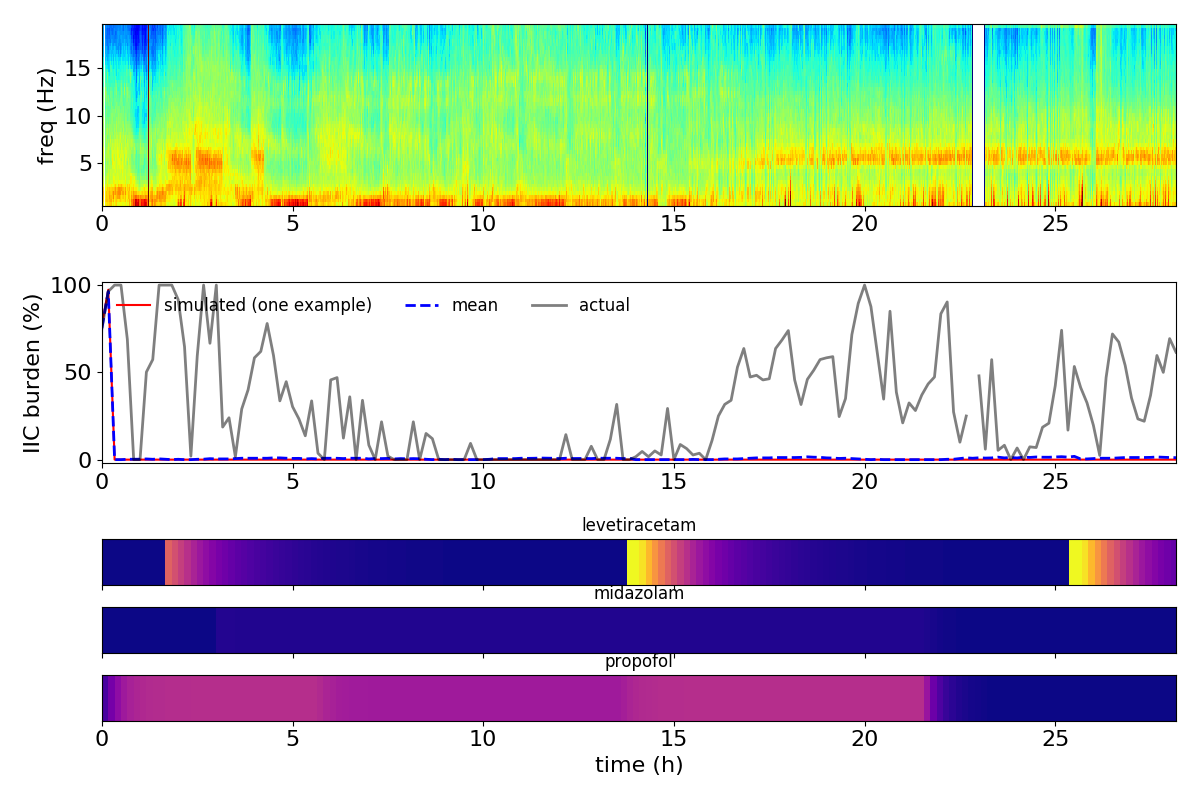 freq (Hz)
15
10
5
0 5 10 15 20 25
IIC burden (%)
100
50
0
simulated (one example) mean actual
0 5 10 15 20 25
levetiracetam
midazolam
propofol
0 5 10 15 20 25
time (h)